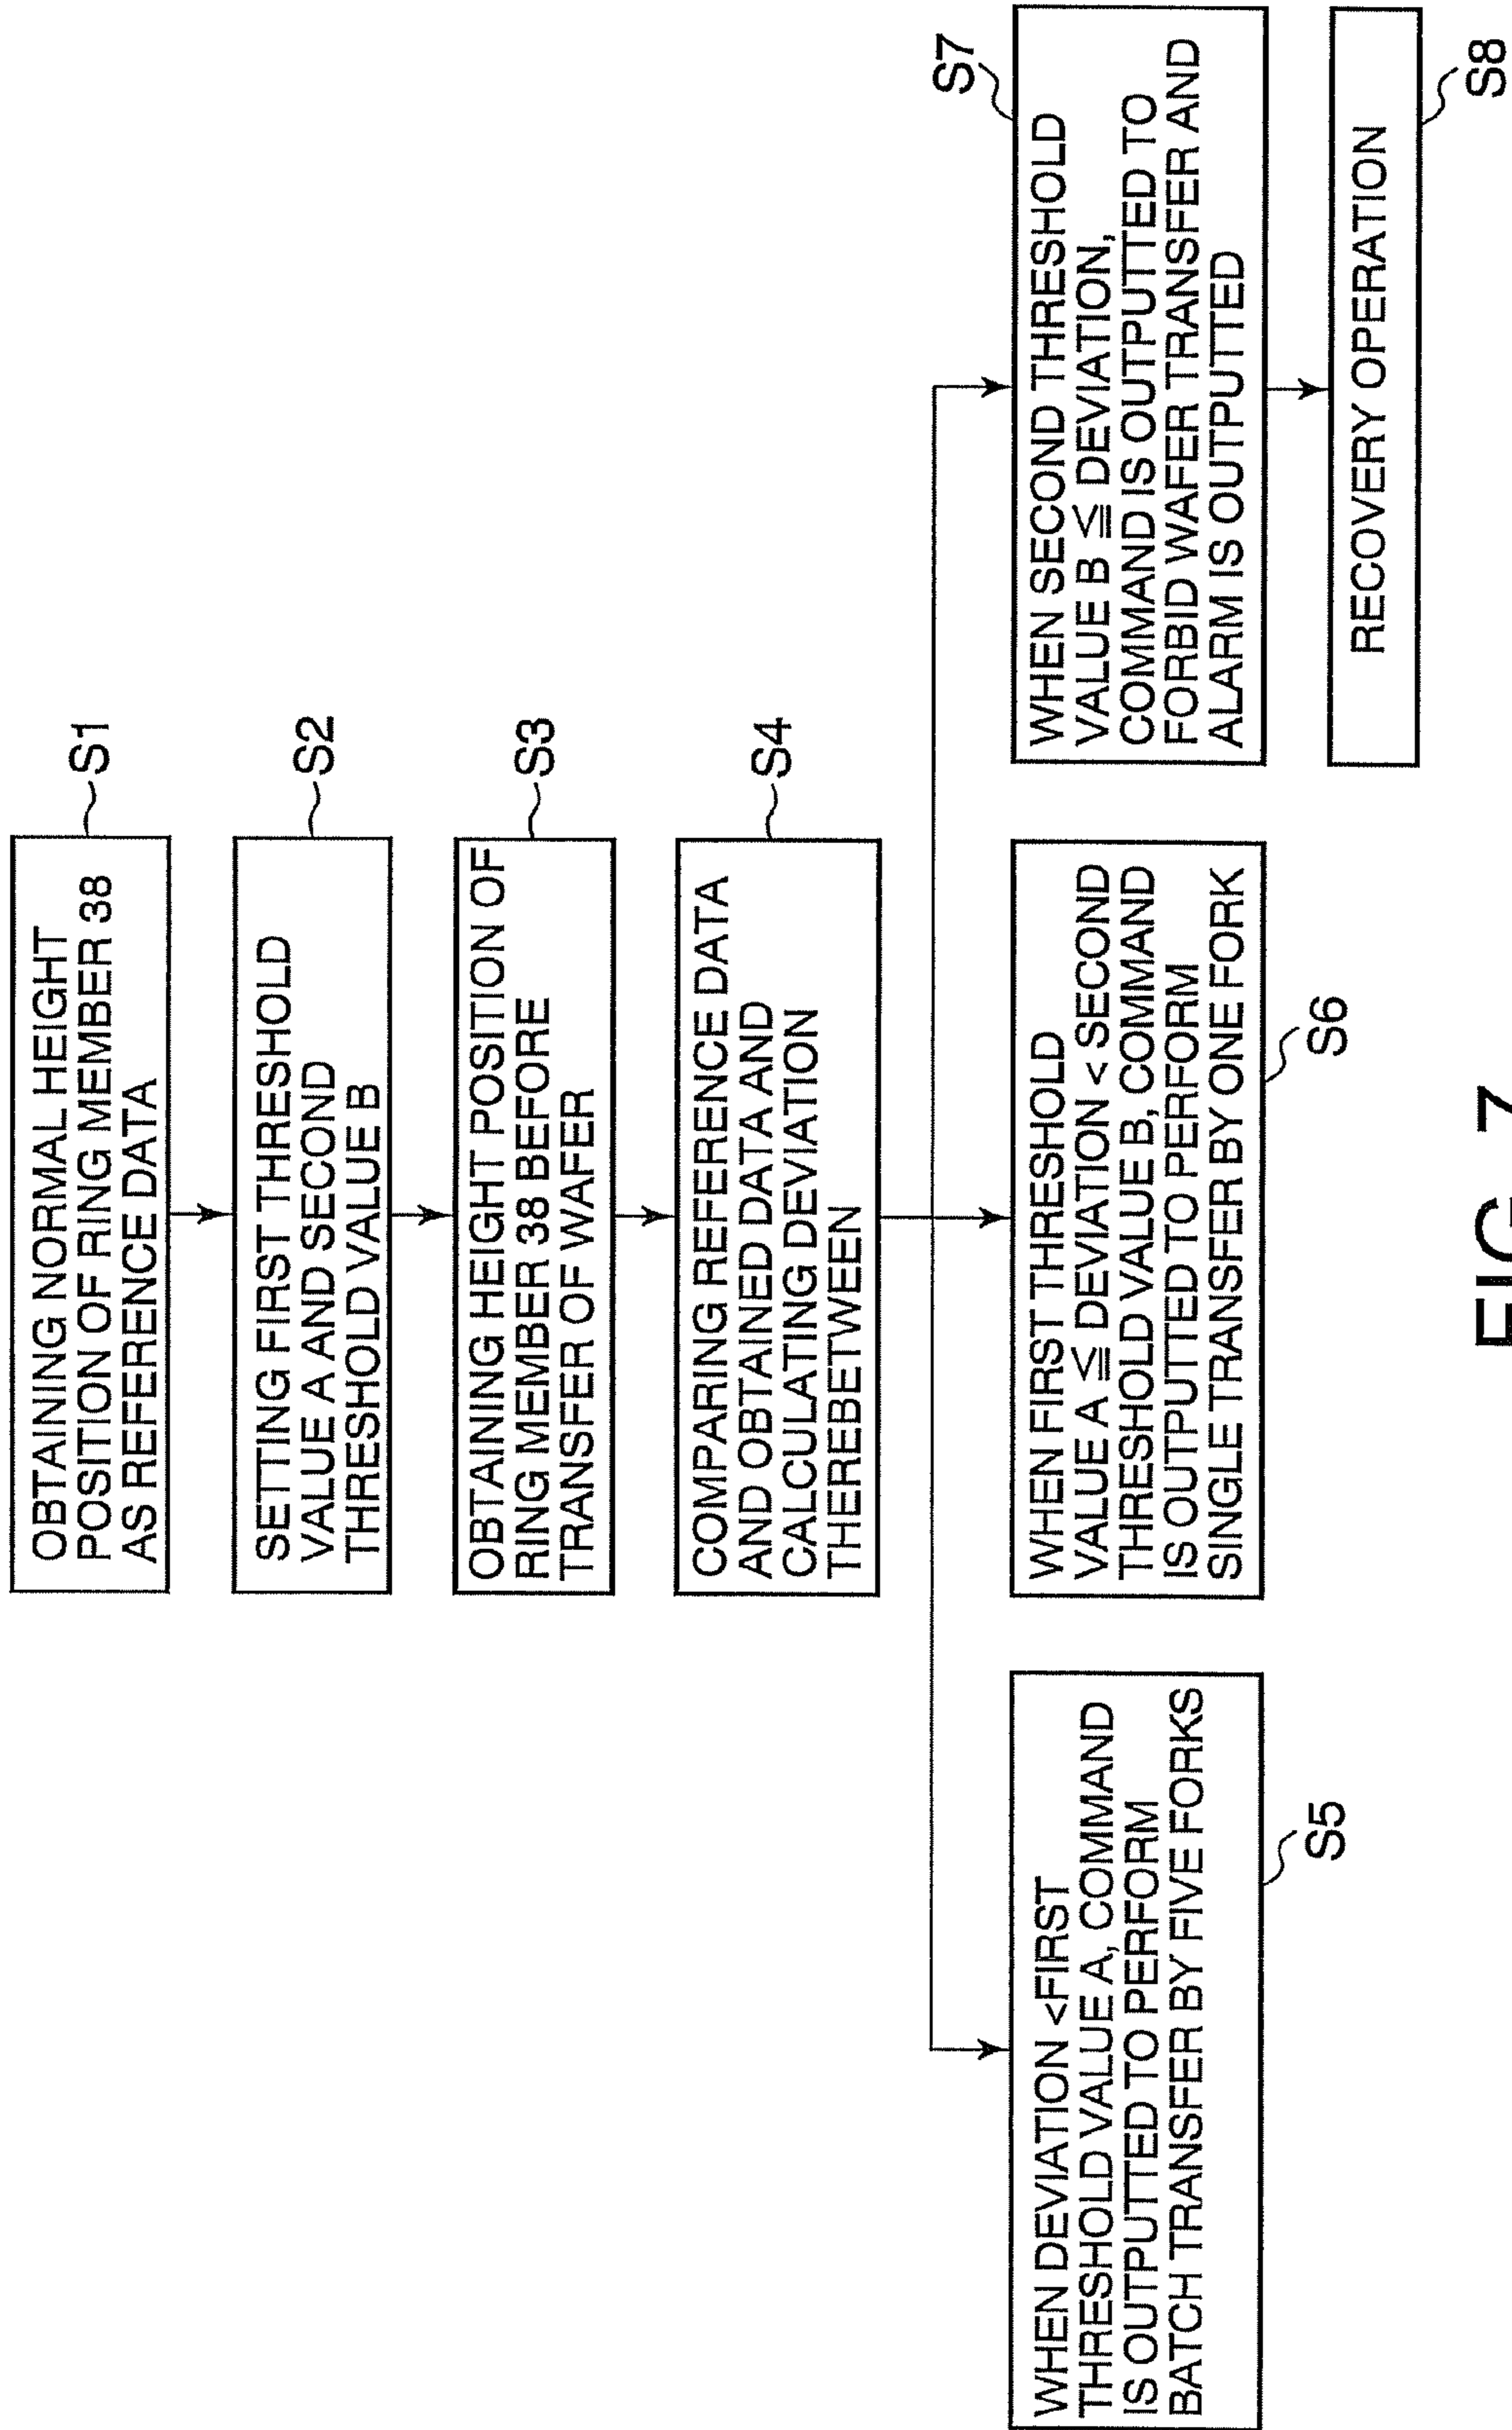 OBTAINING NORMAL HEIGHT
POSITION OF RING MEMBER 38
AS REFERENCE DATA
S1
SETTING FIRST THRESHOLD
VALUE A AND SECOND
THRESHOLD VALUE B
S2
OBTAINING HEIGHT POSITION OF
RING MEMBER 38 BEFORE
TRANSFER OF WAFER
S3
COMPARING REFERENCE DATA
AND OBTAINED DATA AND
CALCULATING DEVIATION
THEREBETWEEN
S4
WHEN DEVIATION <FIRST
THRESHOLD VALUE A, COMMAND
IS OUTPUTTED TO PERFORM
BATCH TRANSFER BY FIVE FORKS
S5
WHEN FIRST THRESHOLD
VALUE A ≦ DEVIATION < SECOND
THRESHOLD VALUE B, COMMAND
IS OUTPUTTED TO PERFORM
SINGLE TRANSFER BY ONE FORK
S6
WHEN SECOND THRESHOLD
VALUE B ≦ DEVIATION,
COMMAND IS OUTPUTTED TO
FORBID WAFER TRANSFER AND
ALARM IS OUTPUTTED
S7
RECOVERY OPERATION
S8
FIG. 7